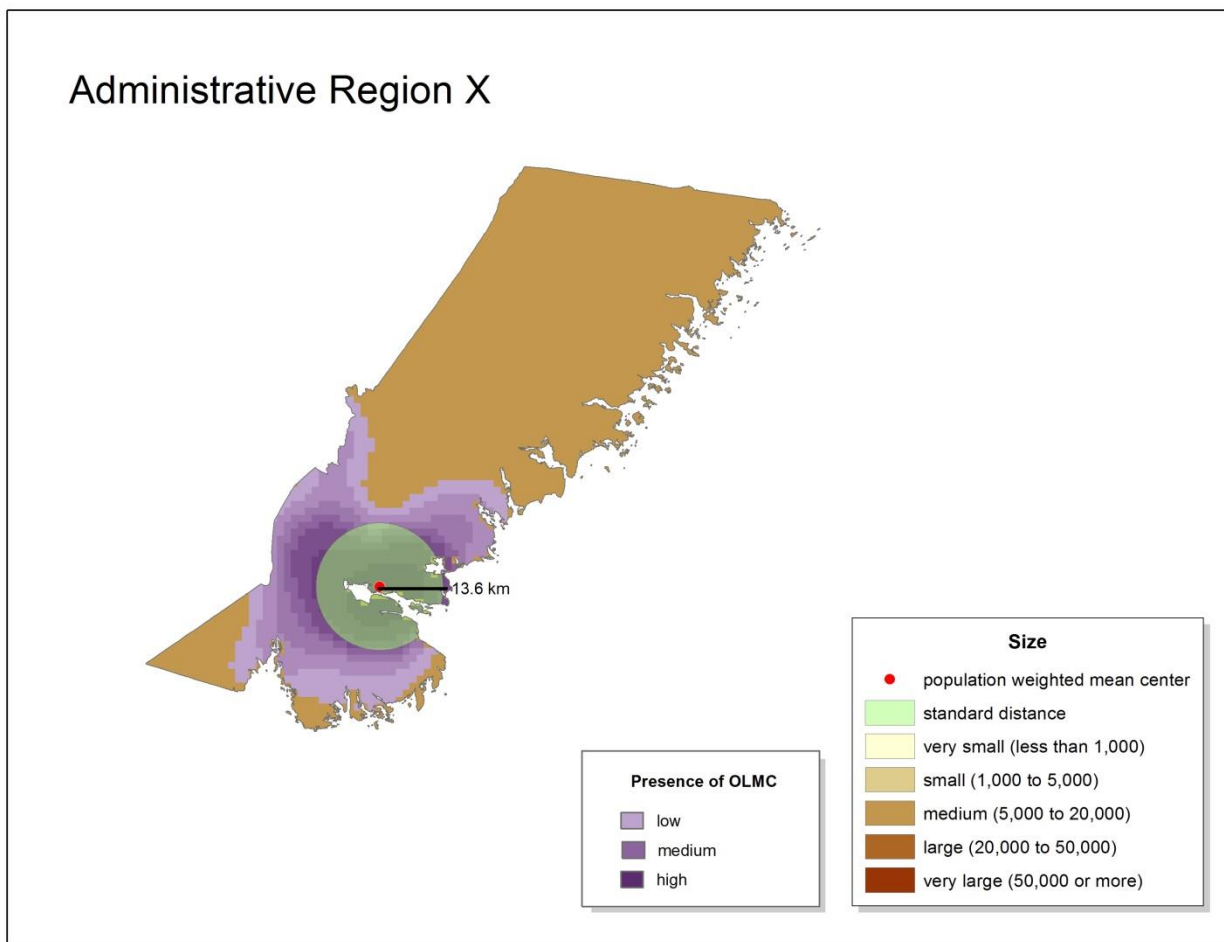 Administrative Region X
13.6 km
Presence of OLMC
low
medium
high
Size
population weighted mean center
standard distance
very small (less than 1,000)
small (1,000 to 5,000)
medium (5,000 to 20,000)
large (20,000 to 50,000)
very large (50,000 or more)